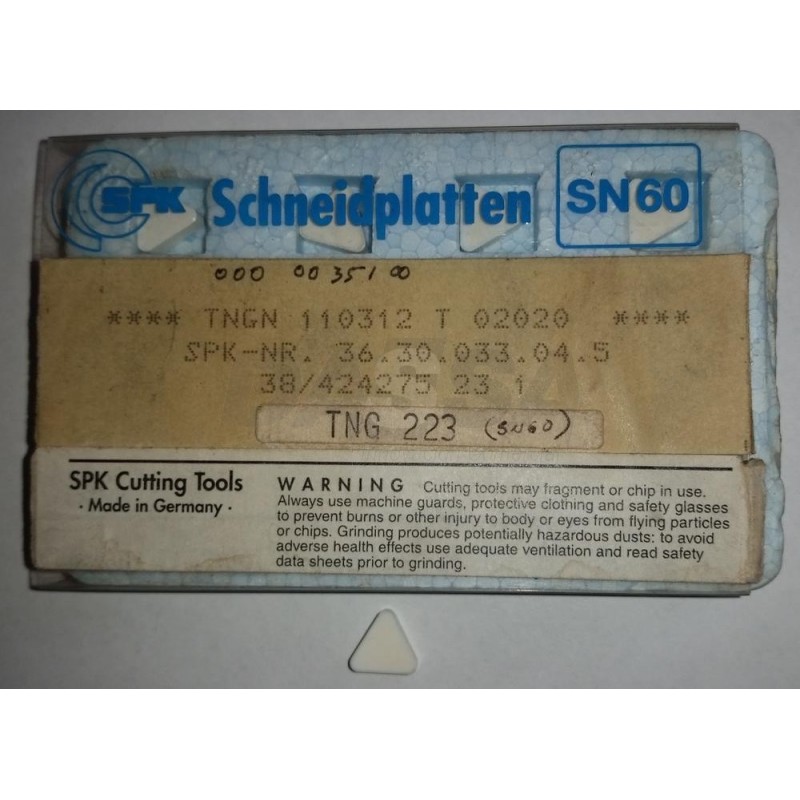 SPK Schneidplatten SN60
000 00 351 00
**** TNGN 110312 T 02020 ****
SPK-NR. 36.30.033.04.5
38/424275 23 1
TNG 223 (SN60)
SPK Cutting Tools
· Made in Germany ·
WARNING Cutting tools may fragment or chip in use.
Always use machine guards, protective clothing and safety glasses
to prevent burns or other injury to body or eyes from flying particles
or chips. Grinding produces potentially hazardous dusts: to avoid
adverse health effects use adequate ventilation and read safety
data sheets prior to grinding.